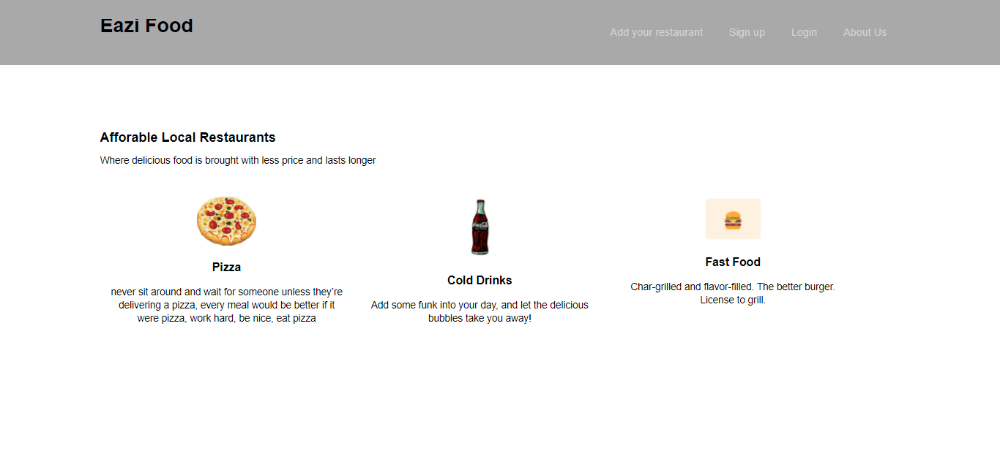 Eazi Food
Add your restaurant
Sign up
Login
About Us
Afforable Local Restaurants
Where delicious food is brought with less price and lasts longer
Coca-Cola
Pizza
never sit around and wait for someone unless they’re
delivering a pizza, every meal would be better if it
were pizza, work hard, be nice, eat pizza
Cold Drinks
Add some funk into your day, and let the delicious
bubbles take you away!
Fast Food
Char-grilled and flavor-filled. The better burger.
License to grill.